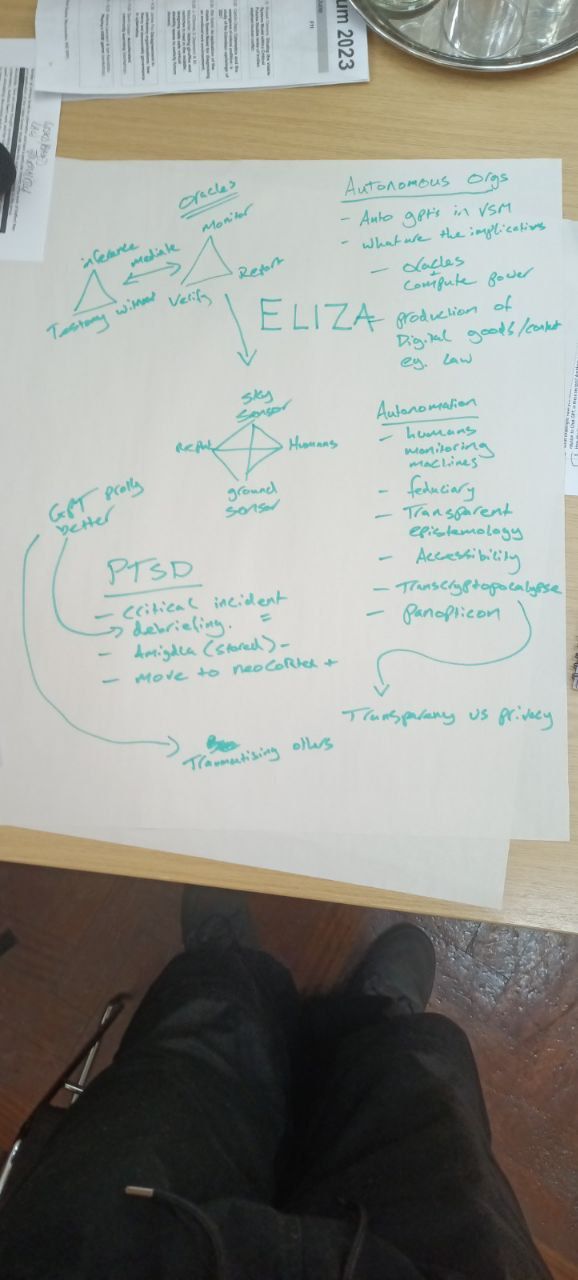 um 2023
Oracles
Monitor
Report
Verify
inference
mediate
witness
Testamy
ELIZA
sky
sensor
Humans
ground
sensor
GPT prolly
better
PTSD
- Critical incident
debriefing. =
- Amigdla (stored) -
- Move to neocortex +
Traumatising others
Autonomous Orgs
- Auto gpts in VSM
- what are the implications
- oracles
compute power
- production of
Digital goods/content
eg. Law
Autonomation
- humans
monitoring
machines
- feduciary
- Transparent
epistemology
- Accessibility
- Transcryptopocalypse
- panopticon
Transparency vs privacy